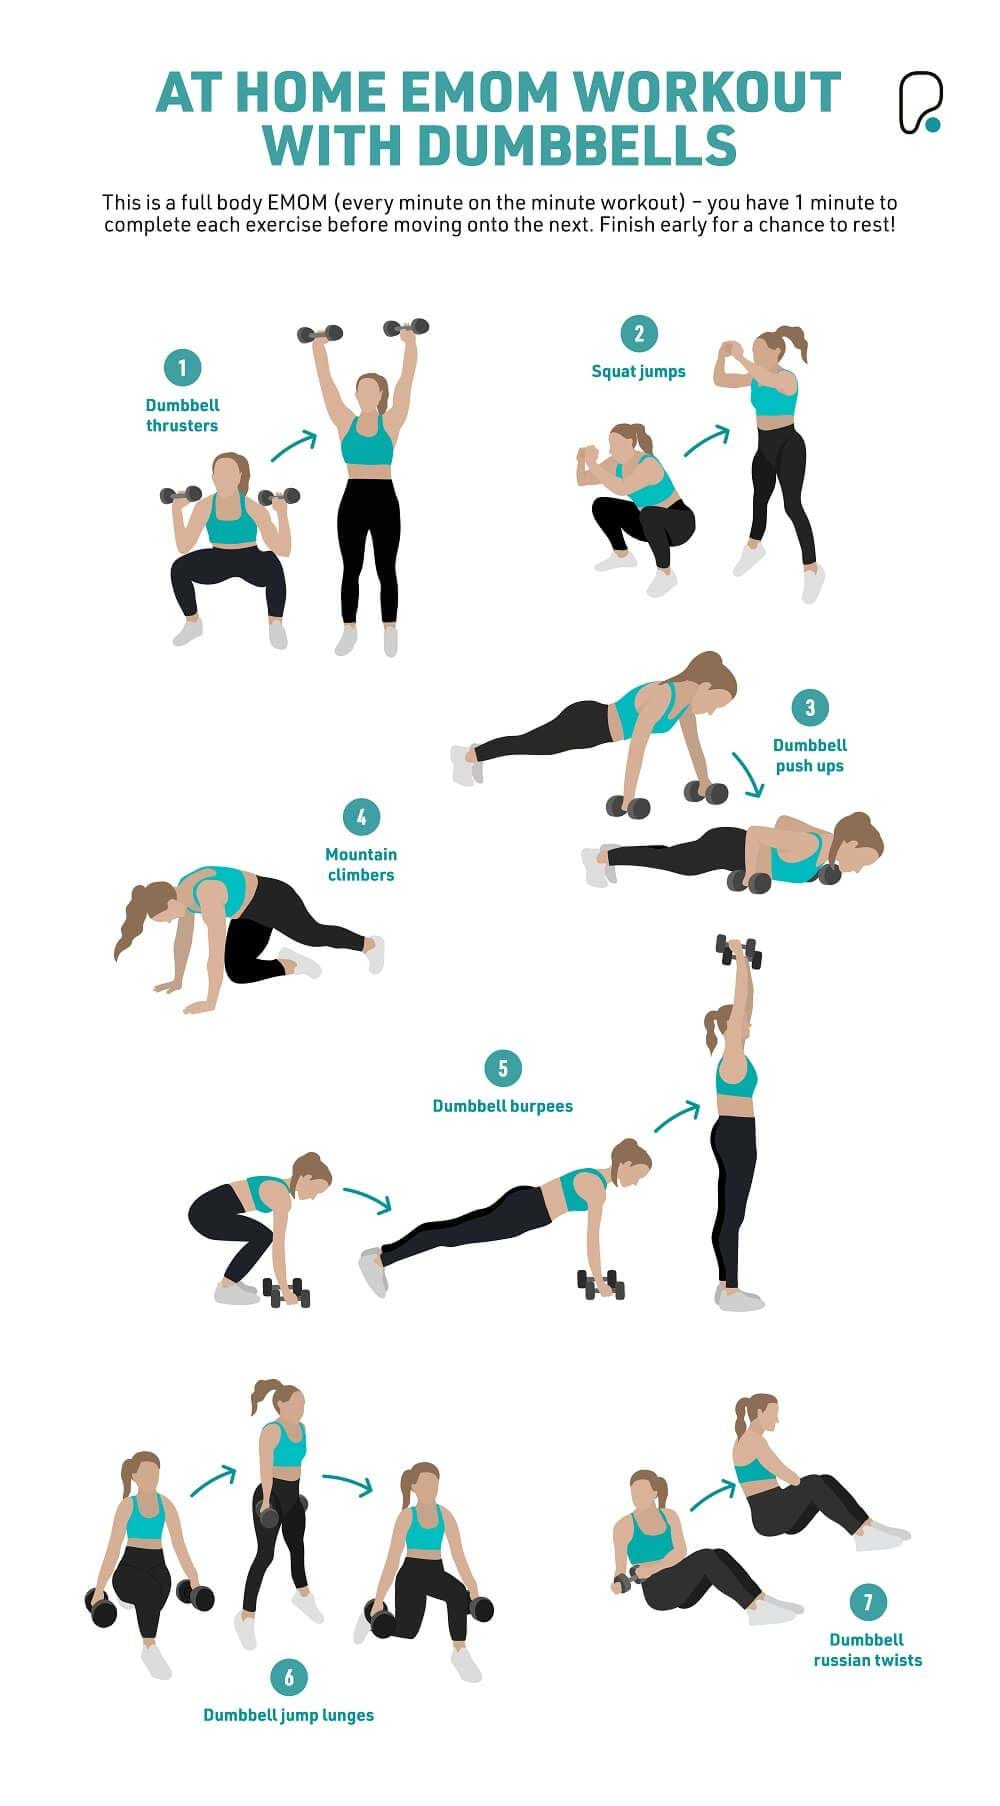 AT HOME EMOM WORKOUT
WITH DUMBBELLS
This is a full body EMOM (every minute on the minute workout) – you have 1 minute to
complete each exercise before moving onto the next. Finish early for a chance to rest!
1
Dumbbell
thrusters
2
Squat jumps
3
Dumbbell
push ups
4
Mountain
climbers
5
Dumbbell burpees
6
Dumbbell jump lunges
7
Dumbbell
russian twists